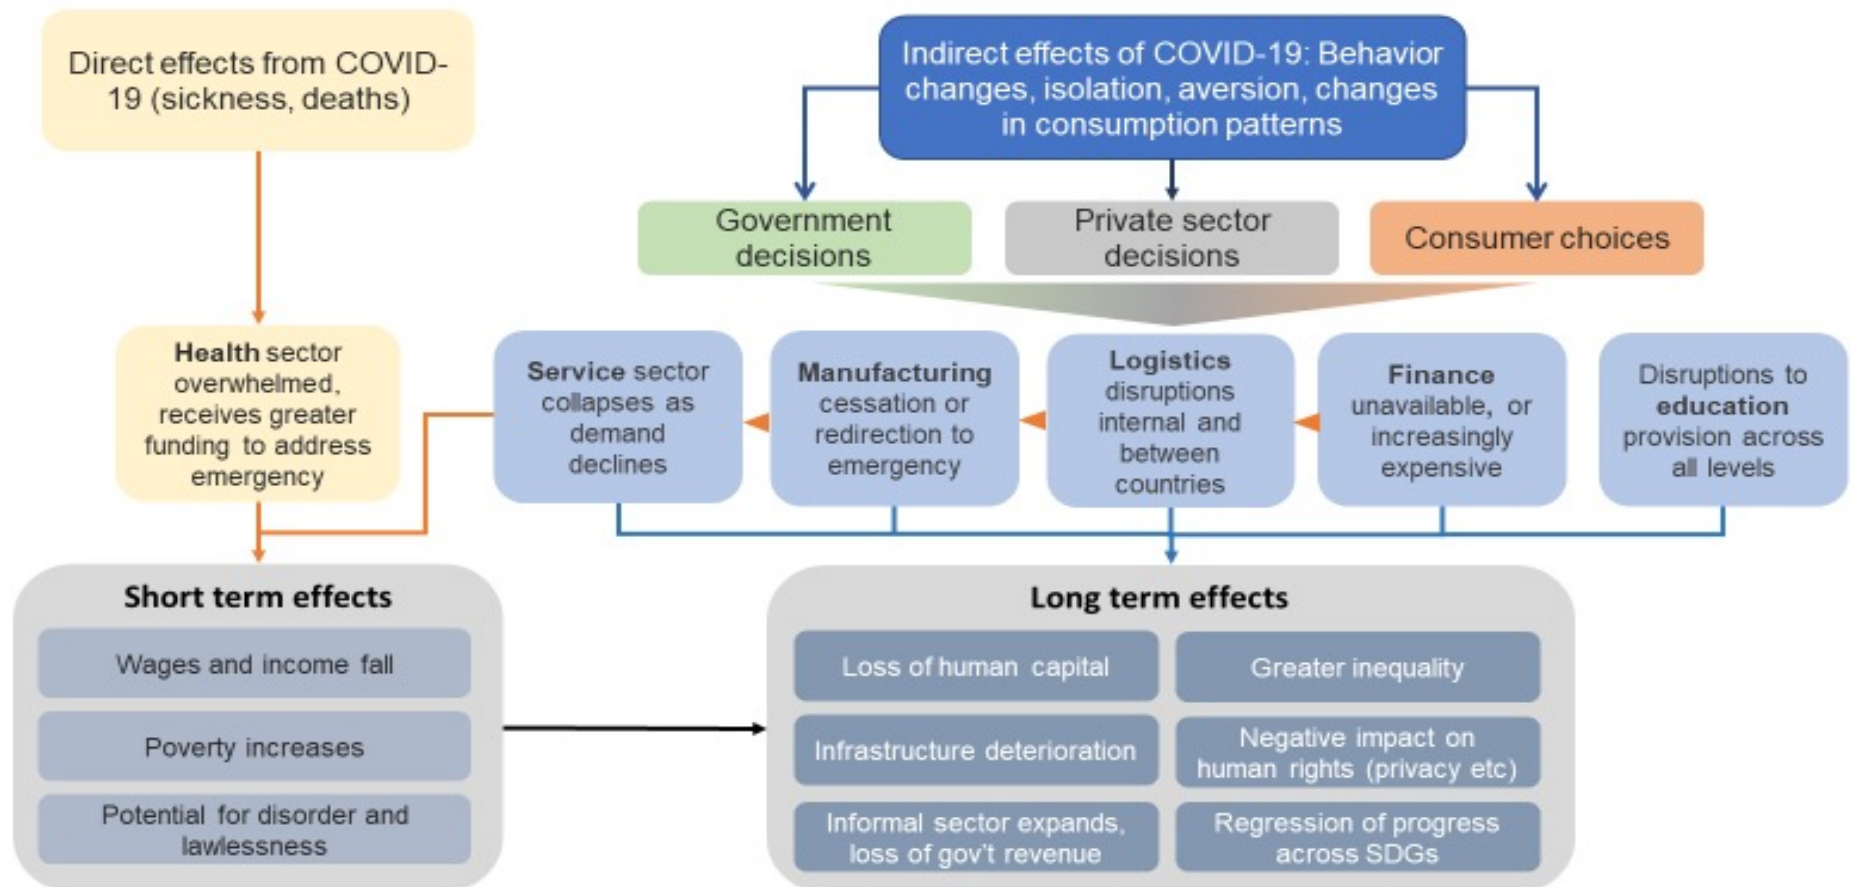 Direct effects from COVID-
19 (sickness, deaths)
Indirect effects of COVID-19: Behavior
changes, isolation, aversion, changes
in consumption patterns
Government
decisions
Private sector
decisions
Consumer choices
Health sector
overwhelmed,
receives greater
funding to address
emergency
Service sector
collapses as
demand
declines
Manufacturing
cessation or
redirection to
emergency
Logistics
disruptions
internal and
between
countries
Finance
unavailable, or
increasingly
expensive
Disruptions to
education
provision across
all levels
Short term effects
Wages and income fall
Poverty increases
Potential for disorder and
lawlessness
Long term effects
Loss of human capital
Greater inequality
Infrastructure deterioration
Negative impact on
human rights (privacy etc)
Informal sector expands,
loss of gov't revenue
Regression of progress
across SDGs